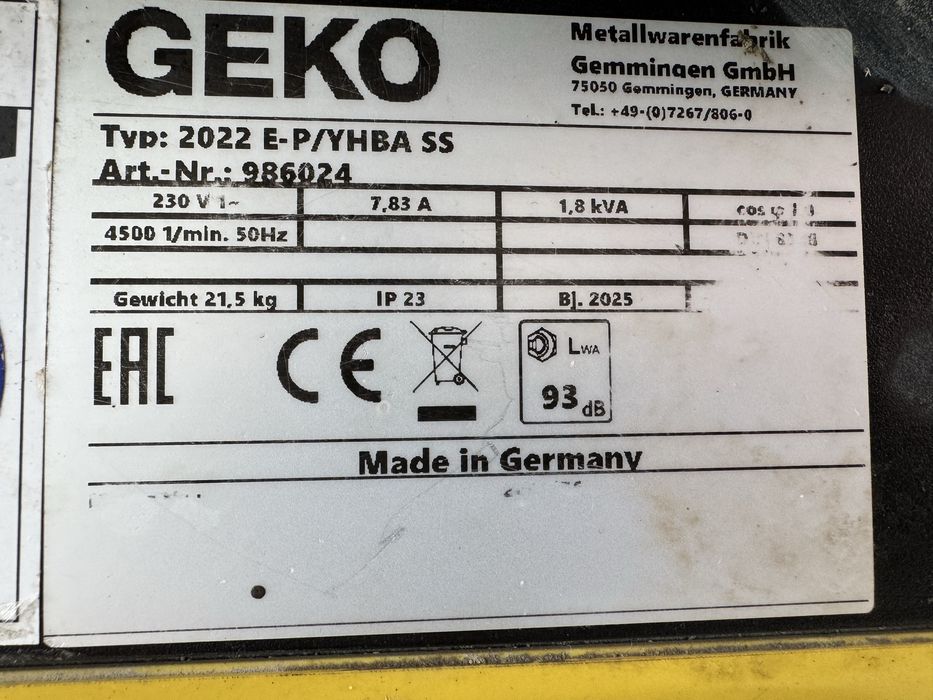 GEKO
Metallwarenfabrik
Gemmingen GmbH
75050 Gemmingen, GERMANY
Tel.: +49-(0)7267/806-0
Typ: 2022 E-P/YHBA SS
Art.-Nr.: 986024
230 V 1~ 7,83 A 1,8 kVA cos φ
4500 1/min. 50Hz
Gewicht 21,5 kg IP 23 Bj. 2025
EAC CE LWA
93 dB
Made in Germany